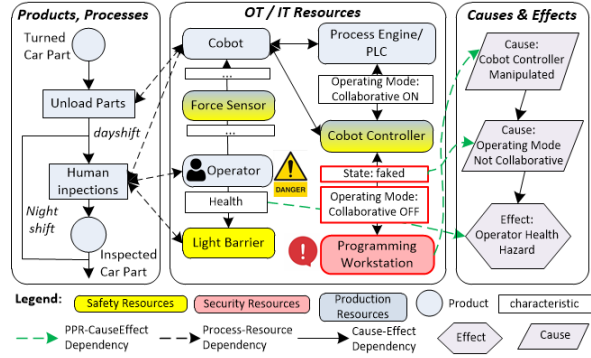 Products, Processes
OT / IT Resources
Causes & Effects
Turned
Car Part
Unload Parts
dayshift
Human
inpections
Night
shift
Inspected
Car Part
Cobot
...
Force Sensor
...
Operator
Health
Light Barrier
DANGER
Process Engine/
PLC
Operating Mode:
Collaborative ON
Cobot Controller
State: faked
Operating Mode:
Collaborative OFF
!
Programming
Workstation
Cause:
Cobot Controller
Manipulated
Cause:
Operating Mode
Not Collaborative
Effect:
Operator Health
Hazard
Legend:
Safety Resources
Security Resources
Production
Resources
Product
characteristic
PPR-CauseEffect
Dependency
Process-Resource
Dependency
Cause-Effect
Dependency
Effect
Cause